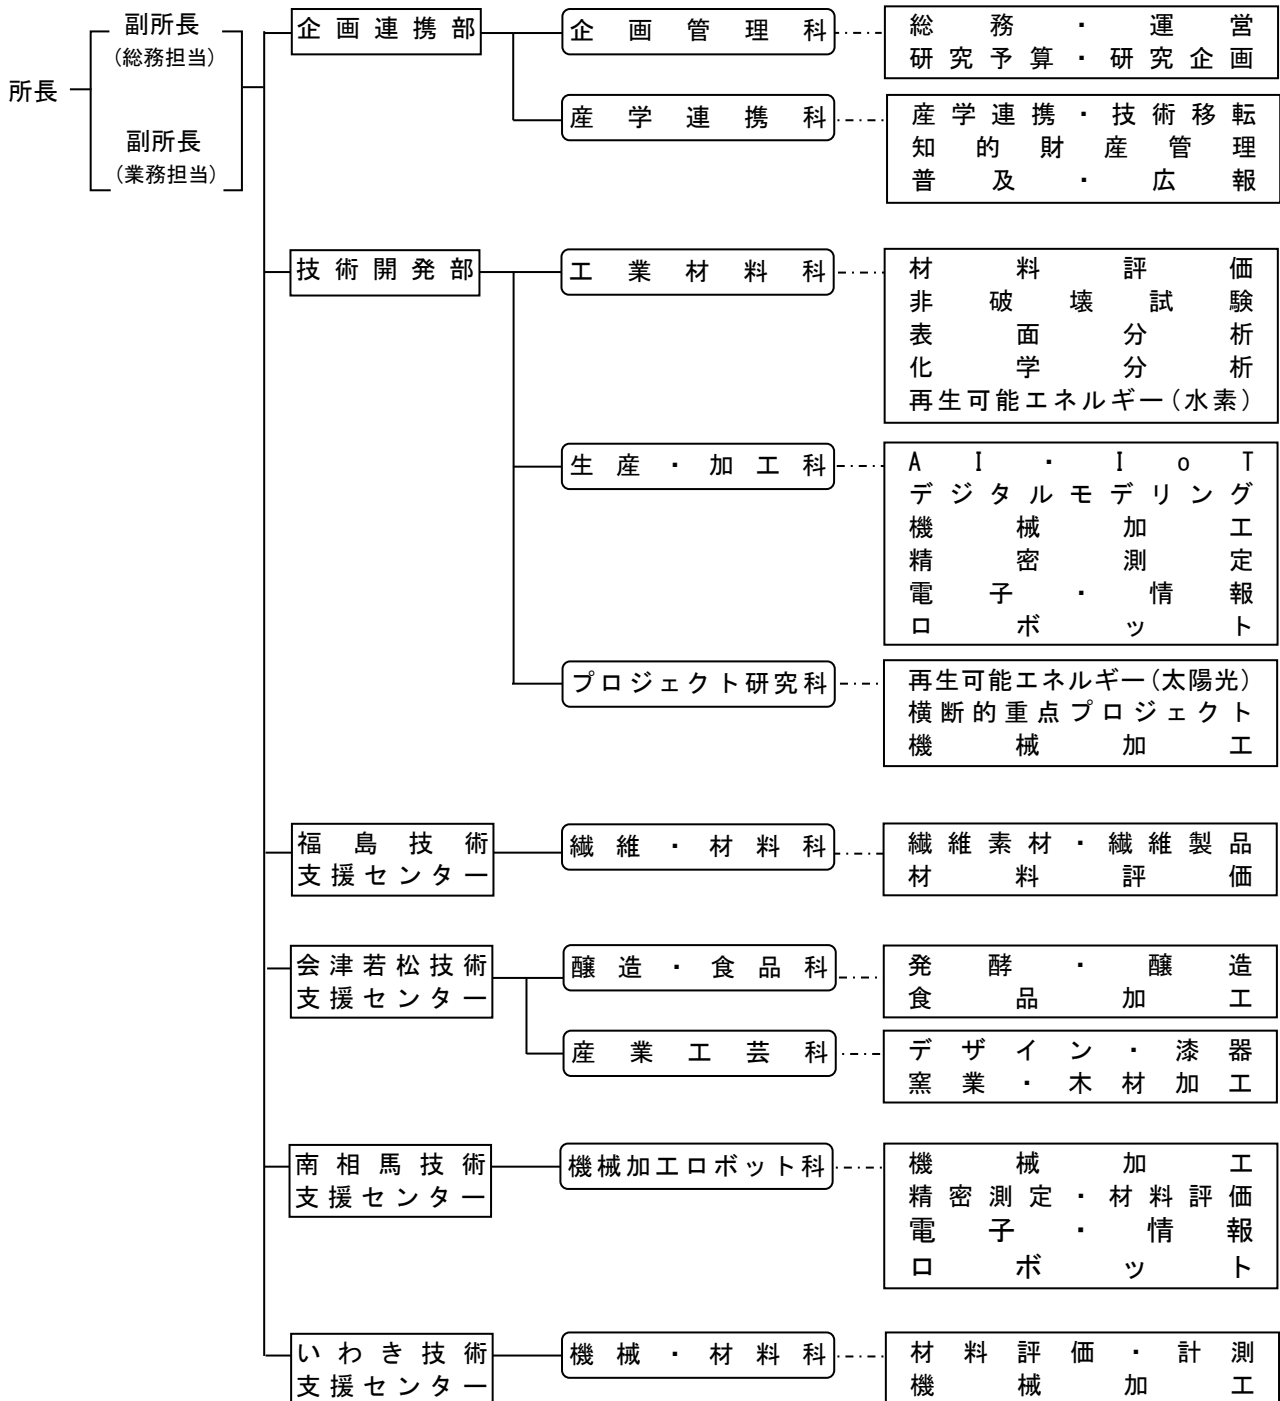 所長
副所長
(総務担当)
副所長
(業務担当)
企画連携部
企画管理科
総務・運営
研究予算・研究企画
産学連携科
産学連携・技術移転
知的財産管理
普及・広報
技術開発部
工業材料科
材料評価
非破壊試験
表面分析
化学分析
再生可能エネルギー(水素)
生産・加工科
AI・IoT
デジタルモデリング
機械加工
精密測定
電子・情報
ロボット
プロジェクト研究科
再生可能エネルギー(太陽光)
横断的重点プロジェクト
機械加工
福島技術
支援センター
繊維・材料科
繊維素材・繊維製品
材料評価
会津若松技術
支援センター
醸造・食品科
発酵・醸造
食品加工
産業工芸科
デザイン・漆器
窯業・木材加工
南相馬技術
支援センター
機械加工ロボット科
機械加工
精密測定・材料評価
電子・情報
ロボット
いわき技術
支援センター
機械・材料科
材料評価・計測
機械加工